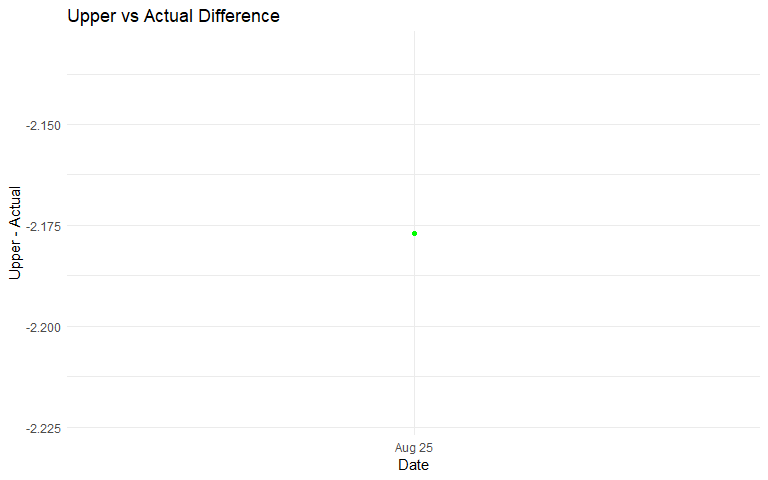 Upper vs Actual Difference
Upper - Actual
-2.150
-2.175
-2.200
-2.225
Aug 25
Date